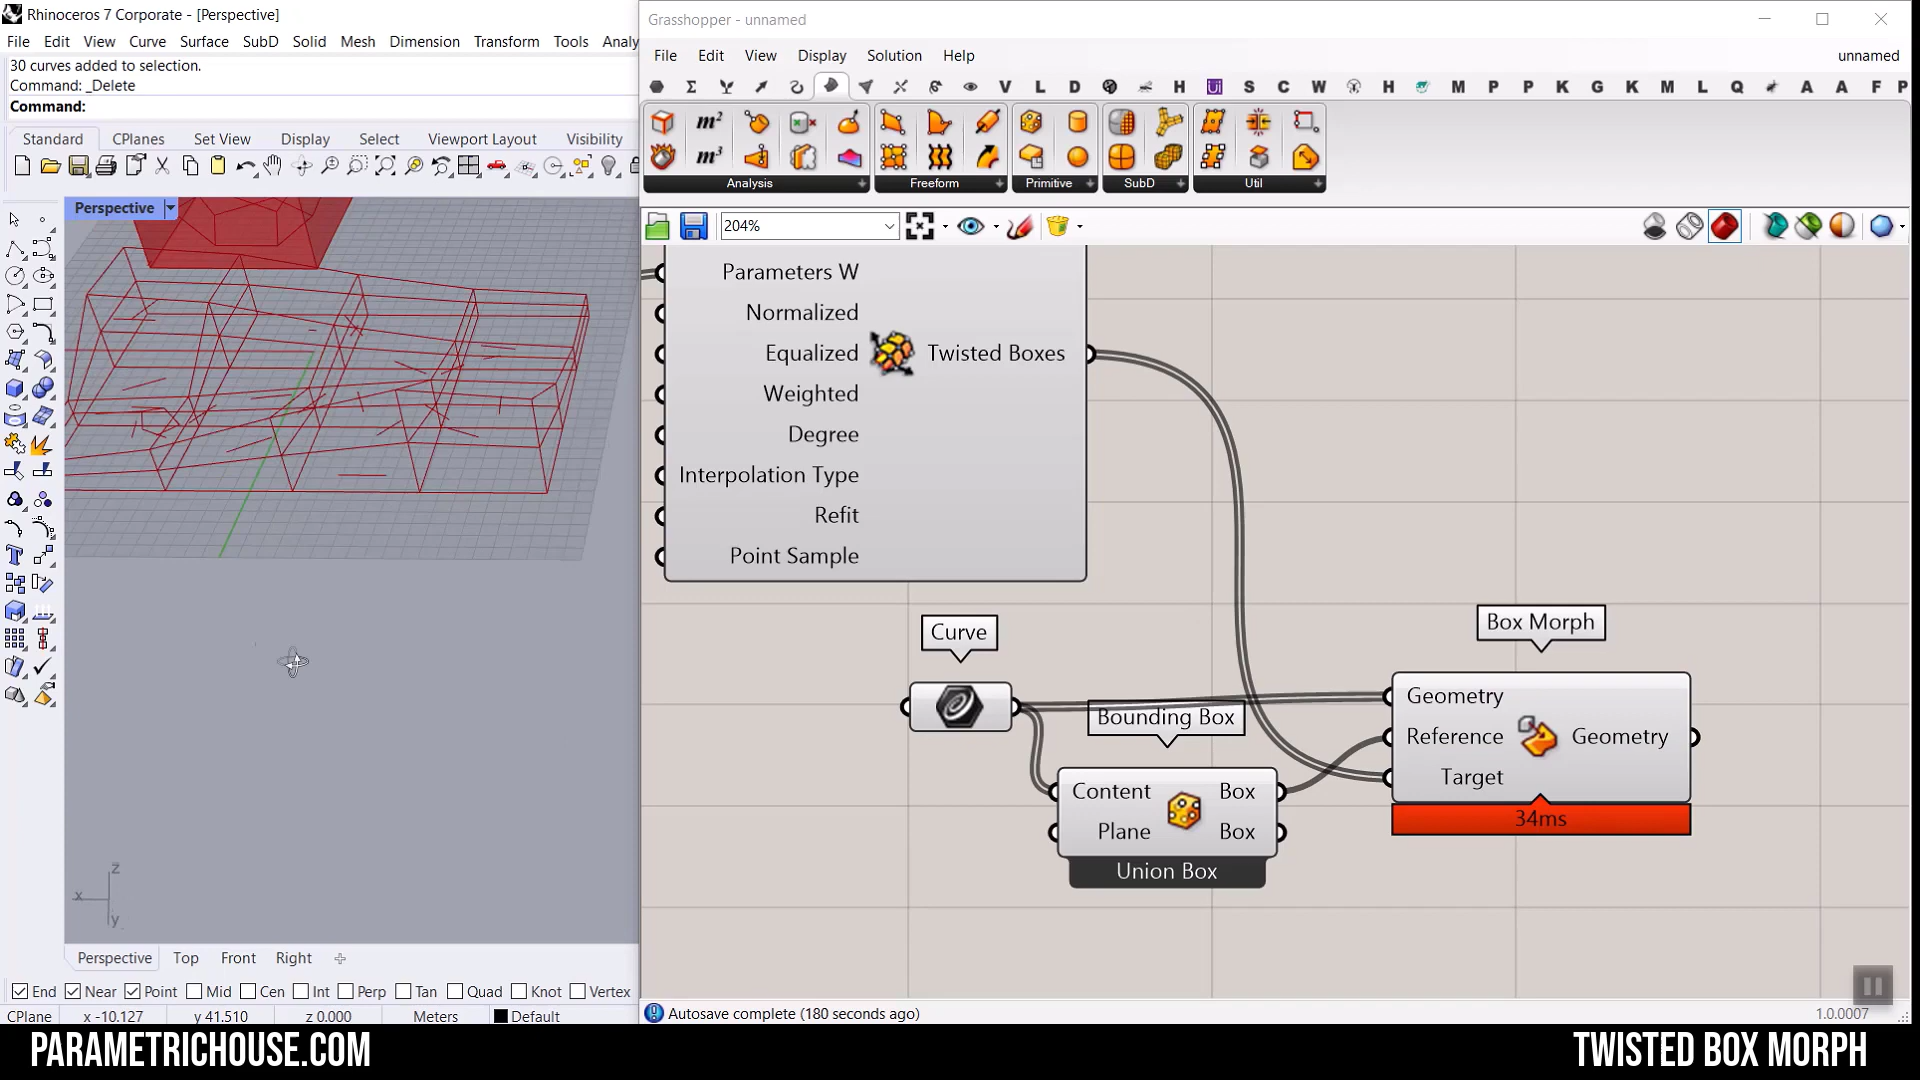 Rhinoceros 7 Corporate - [Perspective]
File Edit View Curve Surface SubD Solid Mesh Dimension Transform Tools Analy
30 curves added to selection.
Command: _Delete
Command:
Standard CPlanes Set View Display Select Viewport Layout Visibility
Perspective
z
x
y
Perspective Top Front Right
End Near Point Mid Cen Int Perp Tan Quad Knot Vertex
CPlane x -10.127 y 41.510 z 0.000 Meters Default
Grasshopper - unnamed
File Edit View Display Solution Help unnamed
V L D H S C W H M P P K G K M L Q A A F P
m² m³
Analysis Freeform Primitive SubD Util
204%
Parameters W
Normalized
Equalized Twisted Boxes
Weighted
Degree
Interpolation Type
Refit
Point Sample
Curve
Bounding Box
Content Box
Plane Box
Union Box
Box Morph
Geometry
Reference Geometry
Target
34ms
Autosave complete (180 seconds ago) 1.0.0007
PARAMETRICHOUSE.COM TWISTED BOX MORPH